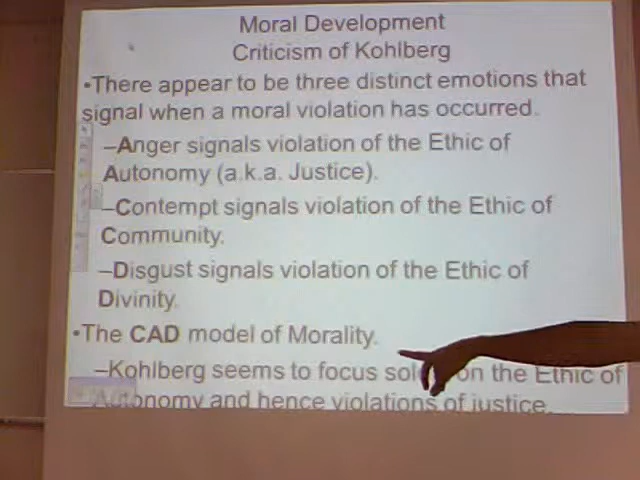 Moral Development
Criticism of Kohlberg
•There appear to be three distinct emotions that
signal when a moral violation has occurred.
–Anger signals violation of the Ethic of
Autonomy (a.k.a. Justice).
–Contempt signals violation of the Ethic of
Community.
–Disgust signals violation of the Ethic of
Divinity.
•The CAD model of Morality.
–Kohlberg seems to focus on the Ethic of
Autonomy and hence violations of justice.